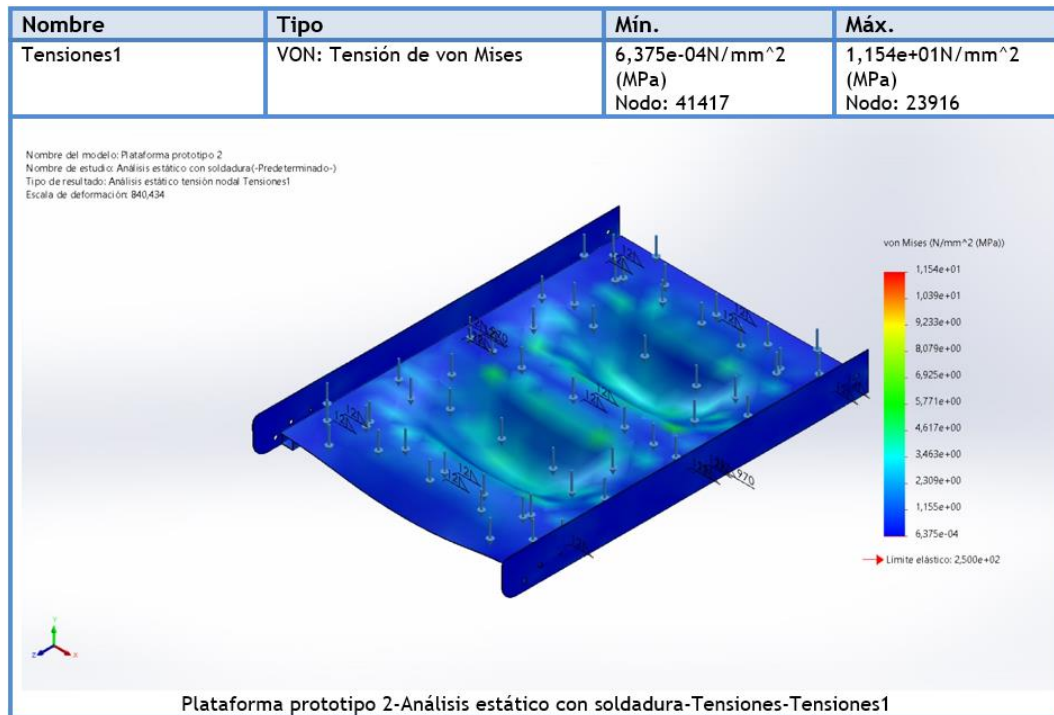 Nombre Tipo Mín. Máx.
Tensiones1 VON: Tensión de von Mises 6,375e-04N/mm^2 1,154e+01N/mm^2
(MPa) (MPa)
Nodo: 41417 Nodo: 23916
Nombre del modelo: Plataforma prototipo 2
Nombre de estudio: Análisis estático con soldadura(-Predeterminado-)
Tipo de resultado: Análisis estático tensión nodal Tensiones1
Escala de deformación: 840,434
von Mises (N/mm^2 (MPa))
1,154e+01
1,039e+01
9,233e+00
8,079e+00
6,925e+00
5,771e+00
4,617e+00
3,463e+00
2,309e+00
1,155e+00
6,375e-04
Límite elástico: 2,500e+02
Y
Z
X
Plataforma prototipo 2-Análisis estático con soldadura-Tensiones-Tensiones1